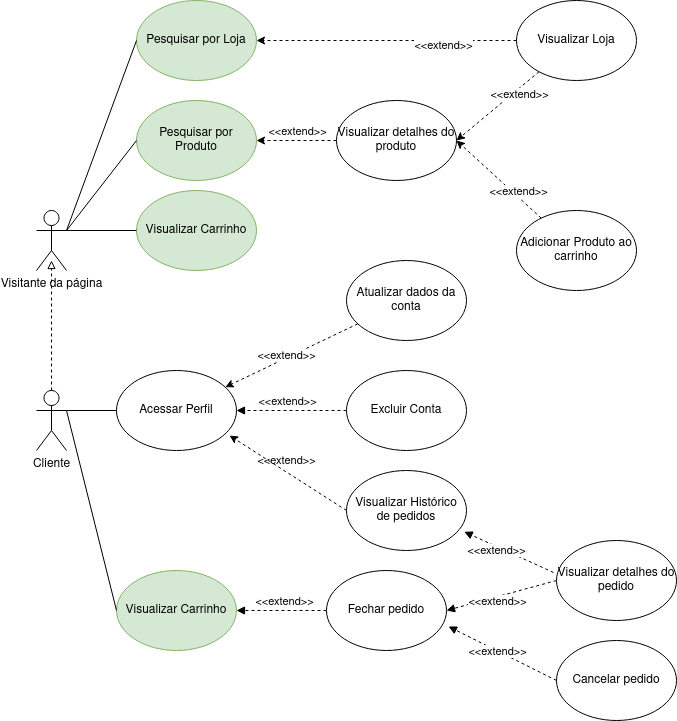 Pesquisar por Loja
<<extend>>
Visualizar Loja
<<extend>>
Pesquisar por
Produto
<<extend>>
Visualizar detalhes do
produto
<<extend>>
Visualizar Carrinho
Adicionar Produto ao
carrinho
Visitante da página
Atualizar dados da
conta
<<extend>>
Acessar Perfil
<<extend>>
Excluir Conta
Cliente
<<extend>>
Visualizar Histórico
de pedidos
<<extend>>
Visualizar detalhes do
pedido
Visualizar Carrinho
<<extend>>
Fechar pedido
<<extend>>
<<extend>>
Cancelar pedido